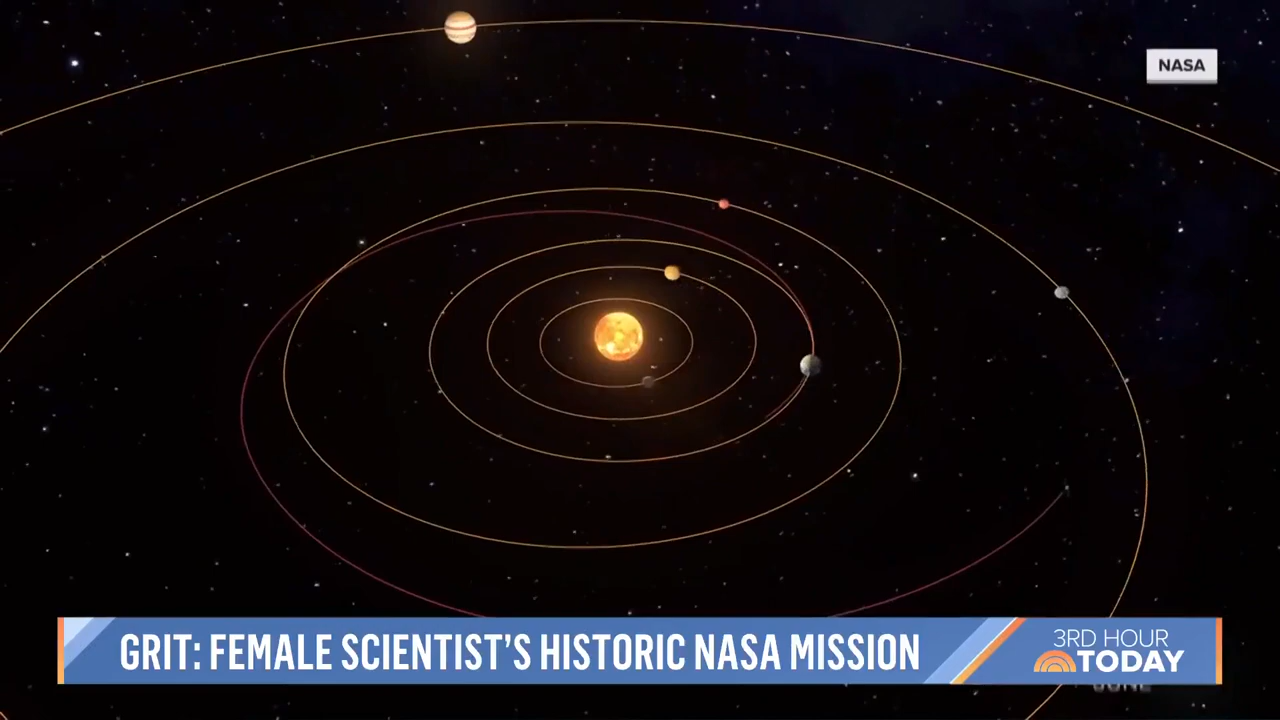 NASA
GRIT: FEMALE SCIENTIST'S HISTORIC NASA MISSION
3RD HOUR
TODAY